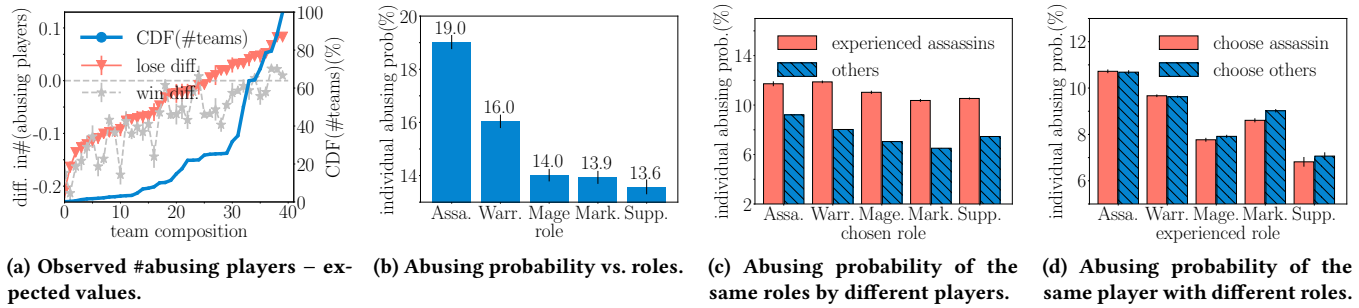 diff. in#(abusing players)
0.1
0.0
-0.1
-0.2
CDF(#teams)
lose diff.
win diff.
100
80
60
40
20
0
CDF(#teams)(%)
0 10 20 30 40
team composition
(a) Observed #abusing players – ex-
pected values.
individual abusing prob(%)
20
18
16
14
19.0
16.0
14.0
13.9
13.6
Assa. Warr. Mage Mark. Supp.
role
(b) Abusing probability vs. roles.
individual abusing prob.(%)
14
10
6
2
experienced assassins
others
Assa. Warr. Mage. Mark. Supp.
chosen role
(c) Abusing probability of the
same roles by different players.
individual abusing prob.(%)
12
10
8
6
choose assassin
choose others
Assa. Warr. Mage. Mark. Supp.
experienced role
(d) Abusing probability of the
same player with different roles.